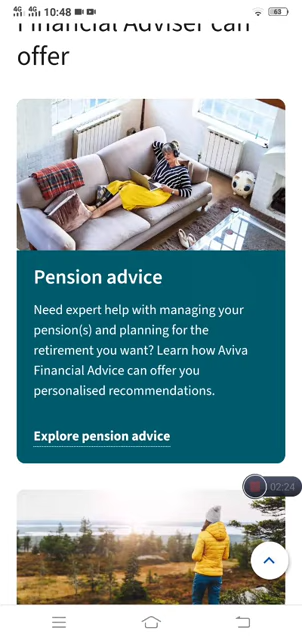 4G 4G 10:48 63
Financial Adviser can
offer
Pension advice
Need expert help with managing your
pension(s) and planning for the
retirement you want? Learn how Aviva
Financial Advice can offer you
personalised recommendations.
Explore pension advice
02:24